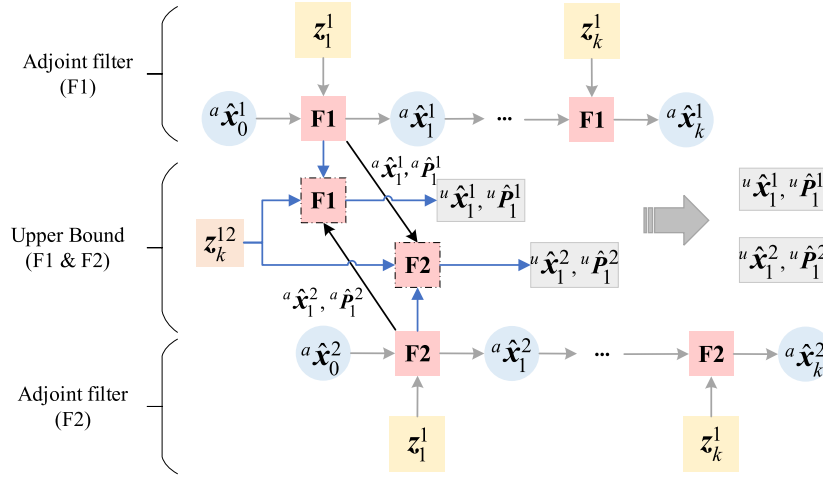 z_1^1
z_k^1
Adjoint filter
(F1)
^a x̂_0^1
F1
^a x̂_1^1
...
F1
^a x̂_k^1
^a x̂_1^1, ^a P̂_1^1
F1
^u x̂_1^1, ^u P̂_1^1
^u x̂_1^1, ^u P̂_1^1
Upper Bound
(F1 & F2)
z_k^{12}
F2
^u x̂_1^2, ^u P̂_1^2
^u x̂_1^2, ^u P̂_1^2
^a x̂_1^2, ^a P̂_1^2
Adjoint filter
(F2)
^a x̂_0^2
F2
^a x̂_1^2
...
F2
^a x̂_k^2
z_1^1
z_k^1